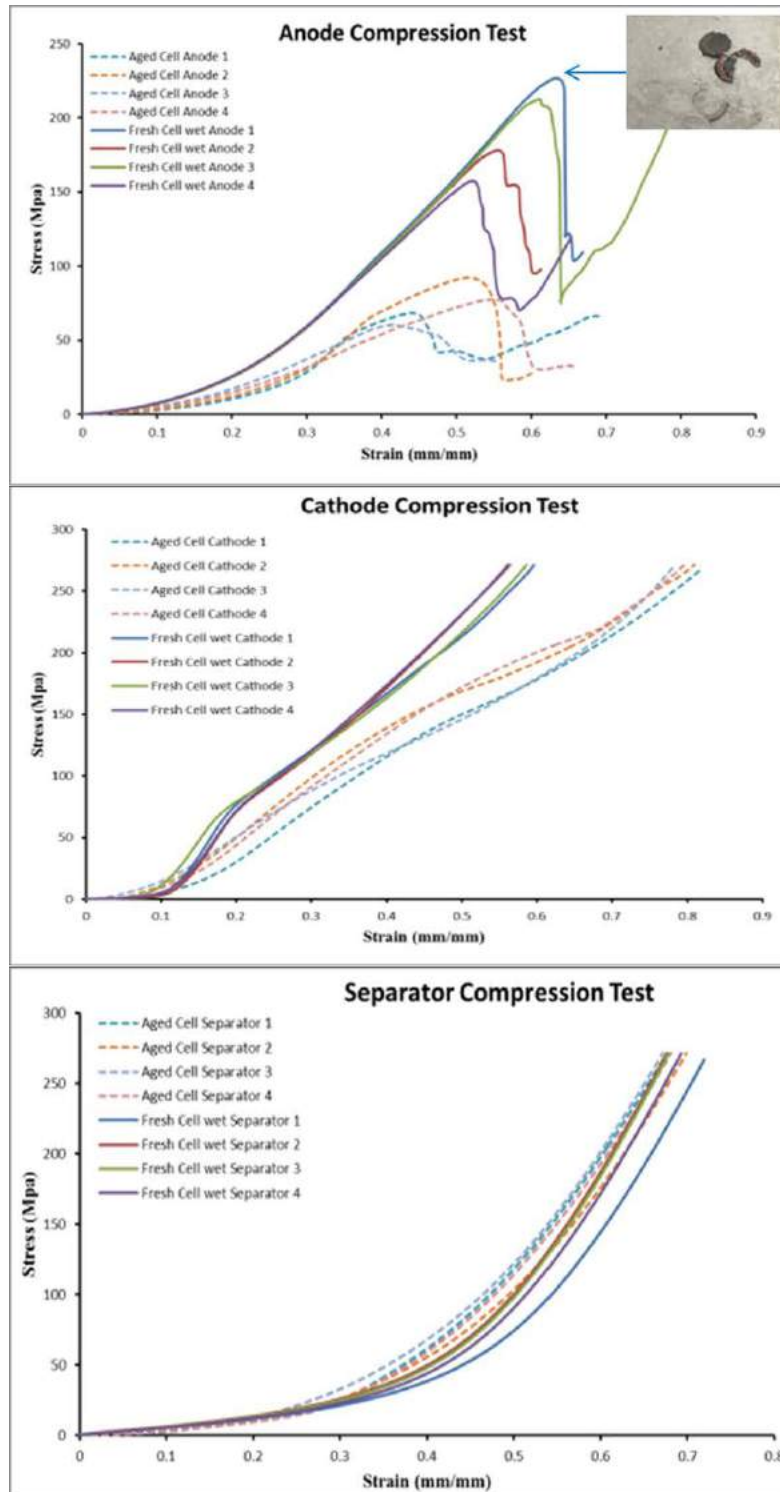 Anode Compression Test
250
200
150
100
50
0
Stress (Mpa)
Aged Cell Anode 1
Aged Cell Anode 2
Aged Cell Anode 3
Aged Cell Anode 4
Fresh Cell wet Anode 1
Fresh Cell wet Anode 2
Fresh Cell wet Anode 3
Fresh Cell wet Anode 4
0 0.1 0.2 0.3 0.4 0.5 0.6 0.7 0.8 0.9
Strain (mm/mm)
Cathode Compression Test
300
250
200
150
100
50
0
Stress (Mpa)
Aged Cell Cathode 1
Aged Cell Cathode 2
Aged Cell Cathode 3
Aged Cell Cathode 4
Fresh Cell wet Cathode 1
Fresh Cell wet Cathode 2
Fresh Cell wet Cathode 3
Fresh Cell wet Cathode 4
0 0.1 0.2 0.3 0.4 0.5 0.6 0.7 0.8 0.9
Strain (mm/mm)
Separator Compression Test
300
250
200
150
100
50
0
Stress (Mpa)
Aged Cell Separator 1
Aged Cell Separator 2
Aged Cell Separator 3
Aged Cell Separator 4
Fresh Cell wet Separator 1
Fresh Cell wet Separator 2
Fresh Cell wet Separator 3
Fresh Cell wet Separator 4
0 0.1 0.2 0.3 0.4 0.5 0.6 0.7 0.8
Strain (mm/mm)